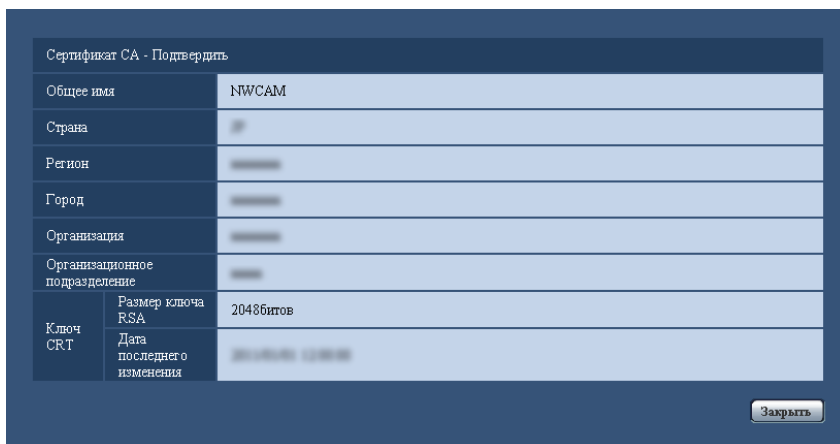 Сертификат CA - Подтвердить
Общее имя NWCAM
Страна
Регион
Город
Организация
Организационное
подразделение
Ключ
CRT
Размер ключа
RSA
2048битов
Дата
последнего
изменения
Закрыть